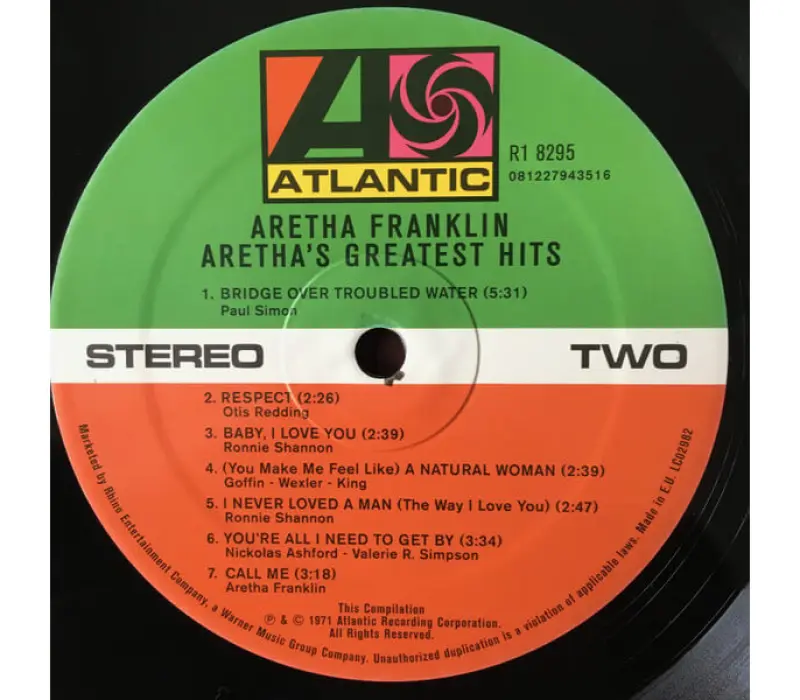 A
ATLANTIC
R1 8295
081227943516
ARETHA FRANKLIN
ARETHA'S GREATEST HITS
1. BRIDGE OVER TROUBLED WATER (5:31)
Paul Simon
STEREO
TWO
2. RESPECT (2:26)
Otis Redding
3. BABY, I LOVE YOU (2:39)
Ronnie Shannon
4. (You Make Me Feel Like) A NATURAL WOMAN (2:39)
Goffin - Wexler - King
5. I NEVER LOVED A MAN (The Way I Love You) (2:47)
Ronnie Shannon
6. YOU'RE ALL I NEED TO GET BY (3:34)
Nickolas Ashford - Valerie R. Simpson
7. CALL ME (3:18)
Aretha Franklin
This Compilation
℗ & © 1971 Atlantic Recording Corporation.
All Rights Reserved.
Marketed by Rhino Entertainment Company, a Warner Music Group Company. Unauthorized duplication is a violation of applicable laws. Made in E.U. LC02982